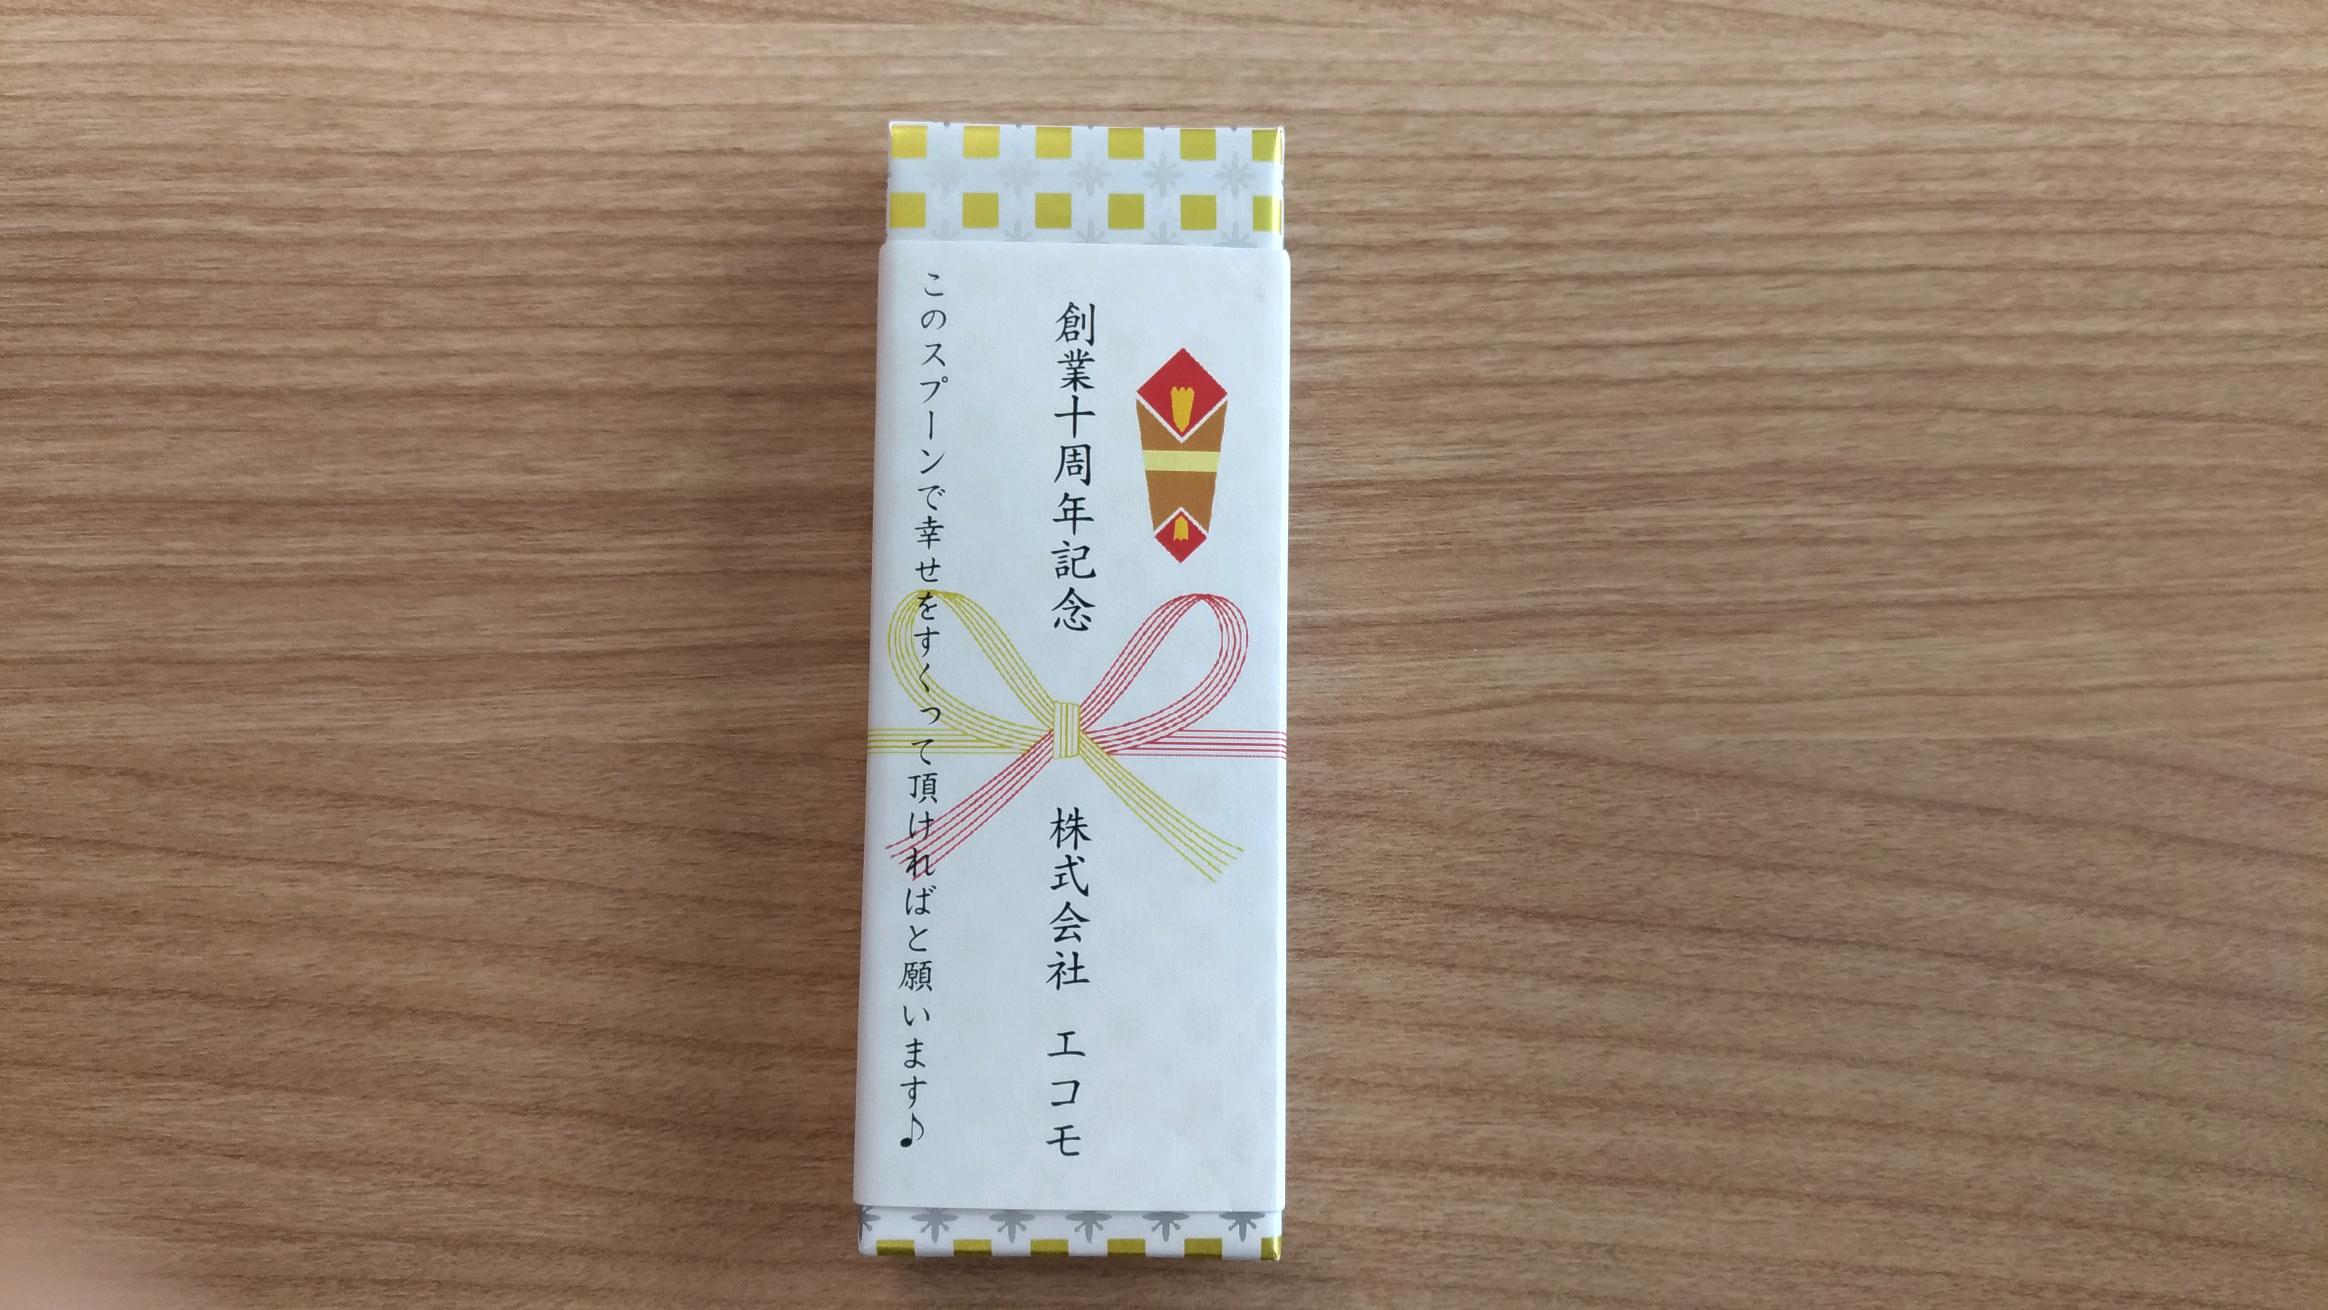 創業十周年記念
株式会社 エコモ
このスプーンで幸せをすくって頂ければと願います♪